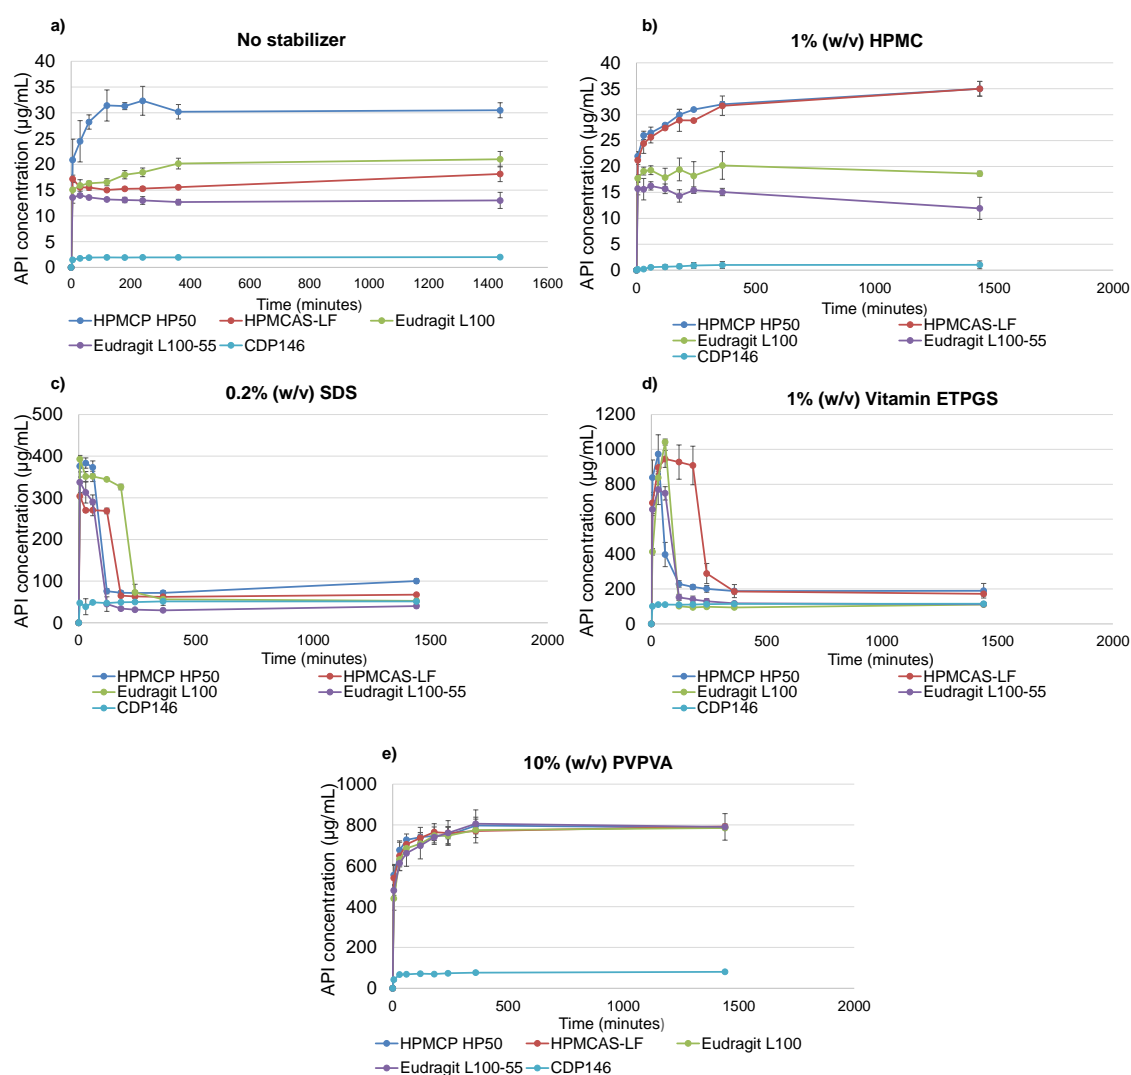 a)
No stabilizer
API concentration (µg/mL)
40
35
30
25
20
15
10
5
0
0 200 400 600 800 1000 1200 1400 1600
Time (minutes)
HPMCP HP50 HPMCAS-LF Eudragit L100
Eudragit L100-55 CDP146
b)
1% (w/v) HPMC
API concentration (µg/mL)
40
35
30
25
20
15
10
5
0
0 500 1000 1500 2000
Time (minutes)
HPMCP HP50 HPMCAS-LF
Eudragit L100 Eudragit L100-55
CDP146
c)
0.2% (w/v) SDS
API concentration (µg/mL)
500
400
300
200
100
0
0 500 1000 1500 2000
Time (minutes)
HPMCP HP50 HPMCAS-LF
Eudragit L100 Eudragit L100-55
CDP146
d)
1% (w/v) Vitamin ETPGS
API concentration (µg/mL)
1200
1000
800
600
400
200
0
0 500 1000 1500 2000
Time (minutes)
HPMCP HP50 HPMCAS-LF
Eudragit L100 Eudragit L100-55
CDP146
e)
10% (w/v) PVPVA
API concentration (µg/mL)
1000
800
600
400
200
0
0 500 1000 1500 2000
Time (minutes)
HPMCP HP50 HPMCAS-LF Eudragit L100
Eudragit L100-55 CDP146